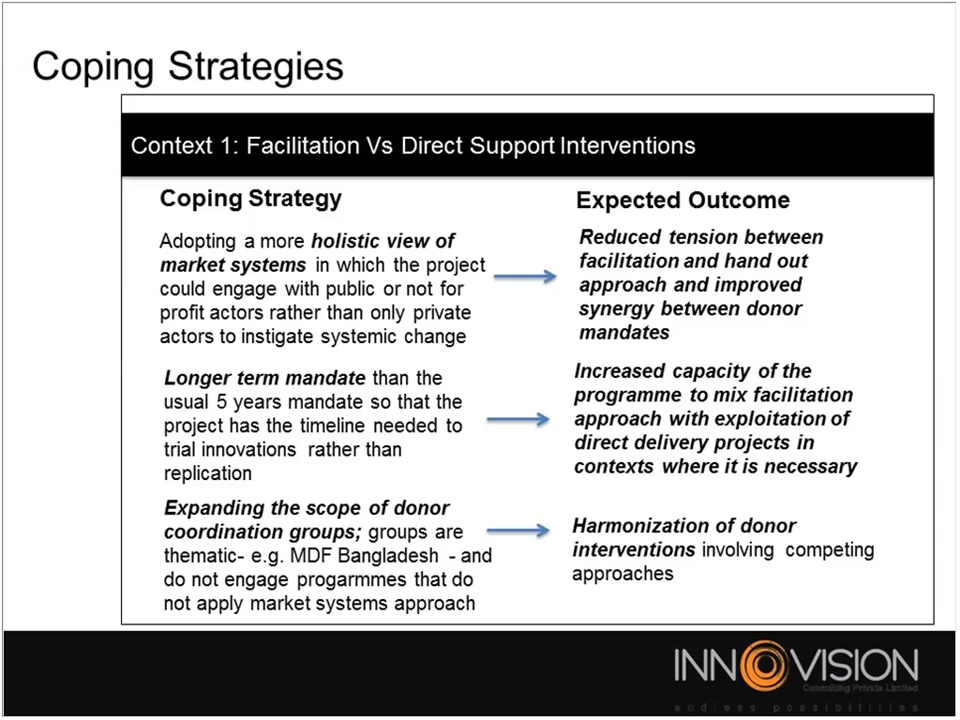 Coping Strategies
Context 1: Facilitation Vs Direct Support Interventions
Coping Strategy
Adopting a more holistic view of
market systems in which the project
could engage with public or not for
profit actors rather than only private
actors to instigate systemic change
Expected Outcome
Reduced tension between
facilitation and hand out
approach and improved
synergy between donor
mandates
Longer term mandate than the
usual 5 years mandate so that the
project has the timeline needed to
trial innovations rather than
replication
Increased capacity of the
programme to mix facilitation
approach with exploitation of
direct delivery projects in
contexts where it is necessary
Expanding the scope of donor
coordination groups; groups are
thematic- e.g. MDF Bangladesh - and
do not engage progarmmes that do
not apply market systems approach
Harmonization of donor
interventions involving competing
approaches
INNOVISION
Consulting Private Limited
endless possibilities